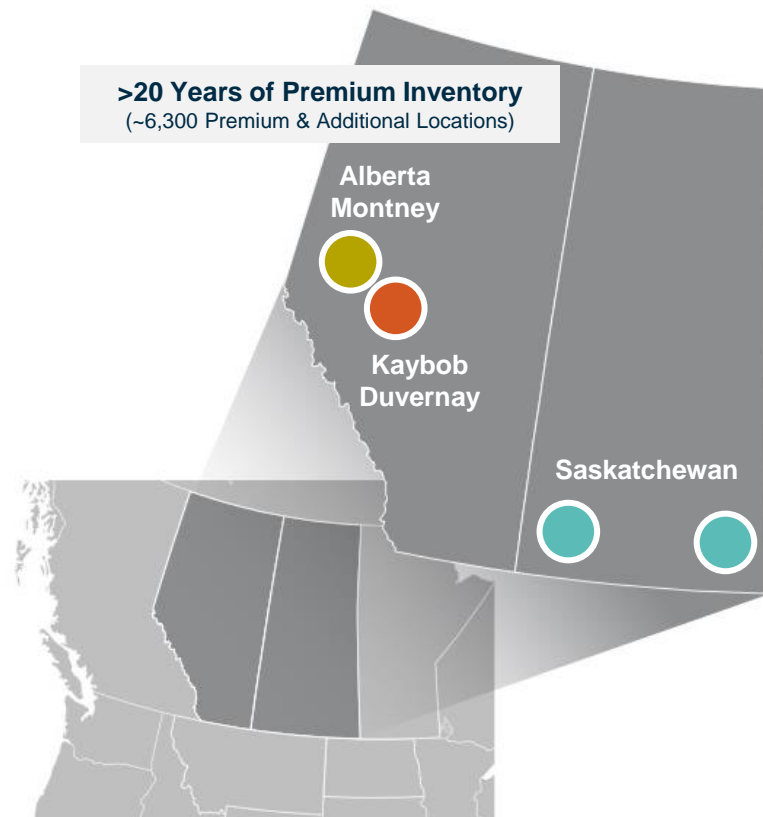 >20 Years of Premium Inventory
(~6,300 Premium & Additional Locations)
Alberta
Montney
Kaybob
Duvernay
Saskatchewan